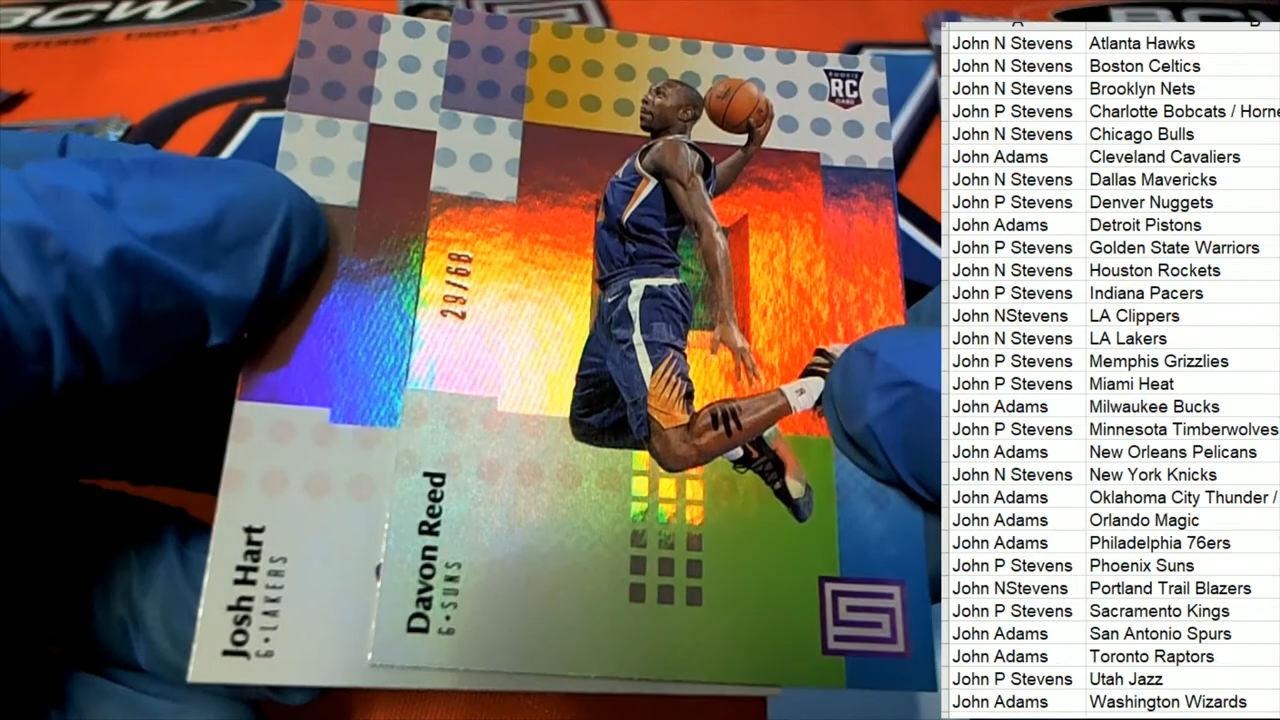 BCW
STORE • DISPLAY
ROOKIE
RC
CARD
29/68
Josh Hart
G • LAKERS
Davon Reed
G • SUNS
A B
John N Stevens Atlanta Hawks
John N Stevens Boston Celtics
John N Stevens Brooklyn Nets
John P Stevens Charlotte Bobcats / Horne
John N Stevens Chicago Bulls
John Adams Cleveland Cavaliers
John N Stevens Dallas Mavericks
John P Stevens Denver Nuggets
John Adams Detroit Pistons
John P Stevens Golden State Warriors
John N Stevens Houston Rockets
John P Stevens Indiana Pacers
John NStevens LA Clippers
John N Stevens LA Lakers
John P Stevens Memphis Grizzlies
John P Stevens Miami Heat
John Adams Milwaukee Bucks
John P Stevens Minnesota Timberwolves
John Adams New Orleans Pelicans
John N Stevens New York Knicks
John Adams Oklahoma City Thunder /
John Adams Orlando Magic
John Adams Philadelphia 76ers
John P Stevens Phoenix Suns
John NStevens Portland Trail Blazers
John P Stevens Sacramento Kings
John Adams San Antonio Spurs
John Adams Toronto Raptors
John P Stevens Utah Jazz
John Adams Washington Wizards